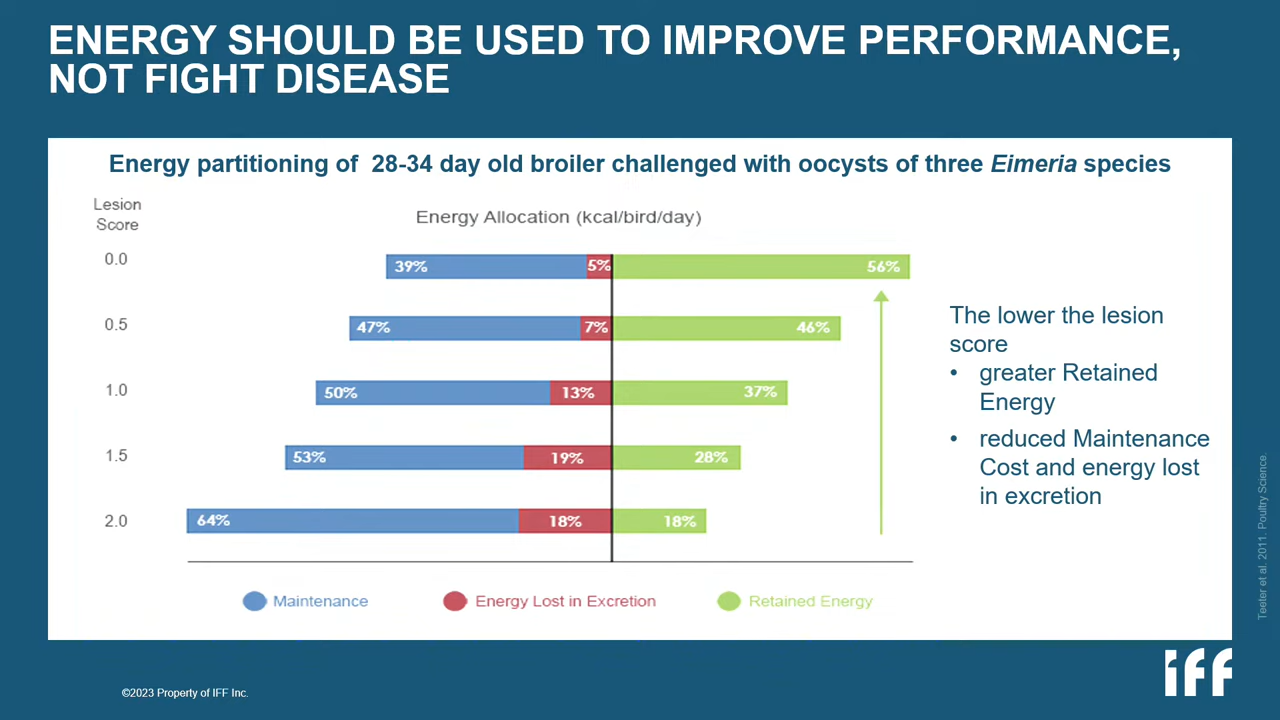 ENERGY SHOULD BE USED TO IMPROVE PERFORMANCE,
NOT FIGHT DISEASE
Energy partitioning of 28-34 day old broiler challenged with oocysts of three Eimeria species
Lesion
Score
Energy Allocation (kcal/bird/day)
0.0
39% 5% 56%
0.5
47% 7% 46%
1.0
50% 13% 37%
1.5
53% 19% 28%
2.0
64% 18% 18%
Maintenance
Energy Lost in Excretion
Retained Energy
The lower the lesion
score
• greater Retained
Energy
• reduced Maintenance
Cost and energy lost
in excretion
Teeter et al. 2011. Poultry Science.
©2023 Property of IFF Inc.
iff